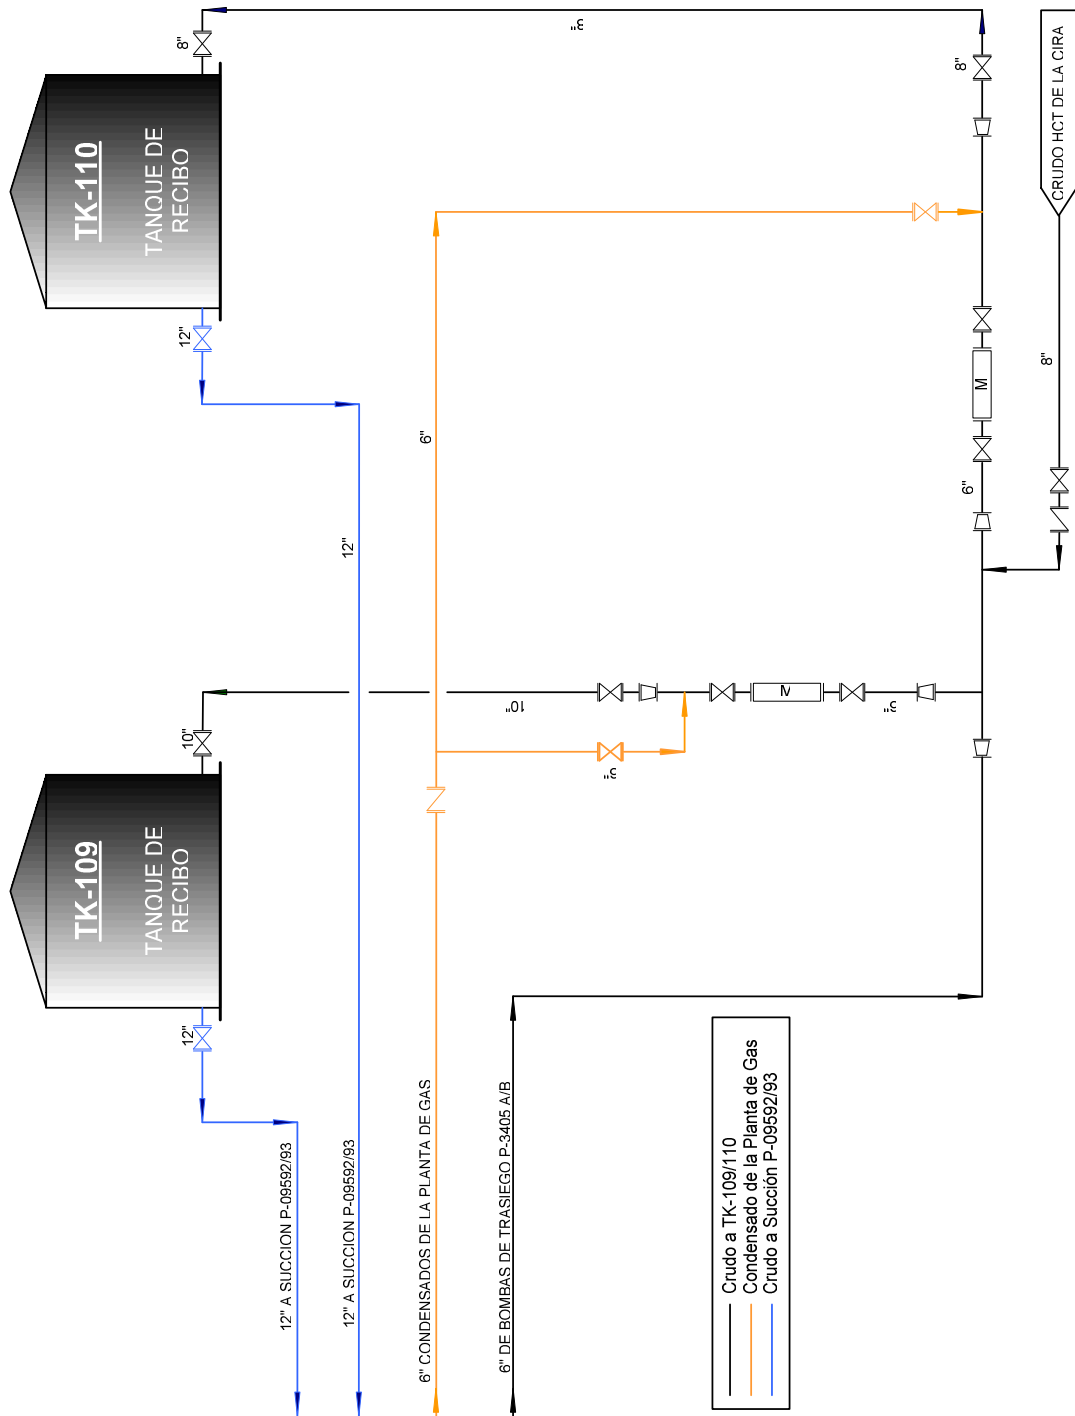 8"
8"
TK-110
TANQUE DE
RECIBO
12"
8"
CRUDO HCT DE LA CIRA
6"
M
8"
6"
12"
10"
10"
M
TK-109
TANQUE DE
RECIBO
12"
12" A SUCCION P-09592/93
12" A SUCCION P-09592/93
6" CONDENSADOS DE LA PLANTA DE GAS
6" DE BOMBAS DE TRASIEGO P-3405 A/B
Crudo a TK-109/110
Condensado de la Planta de Gas
Crudo a Succión P-09592/93